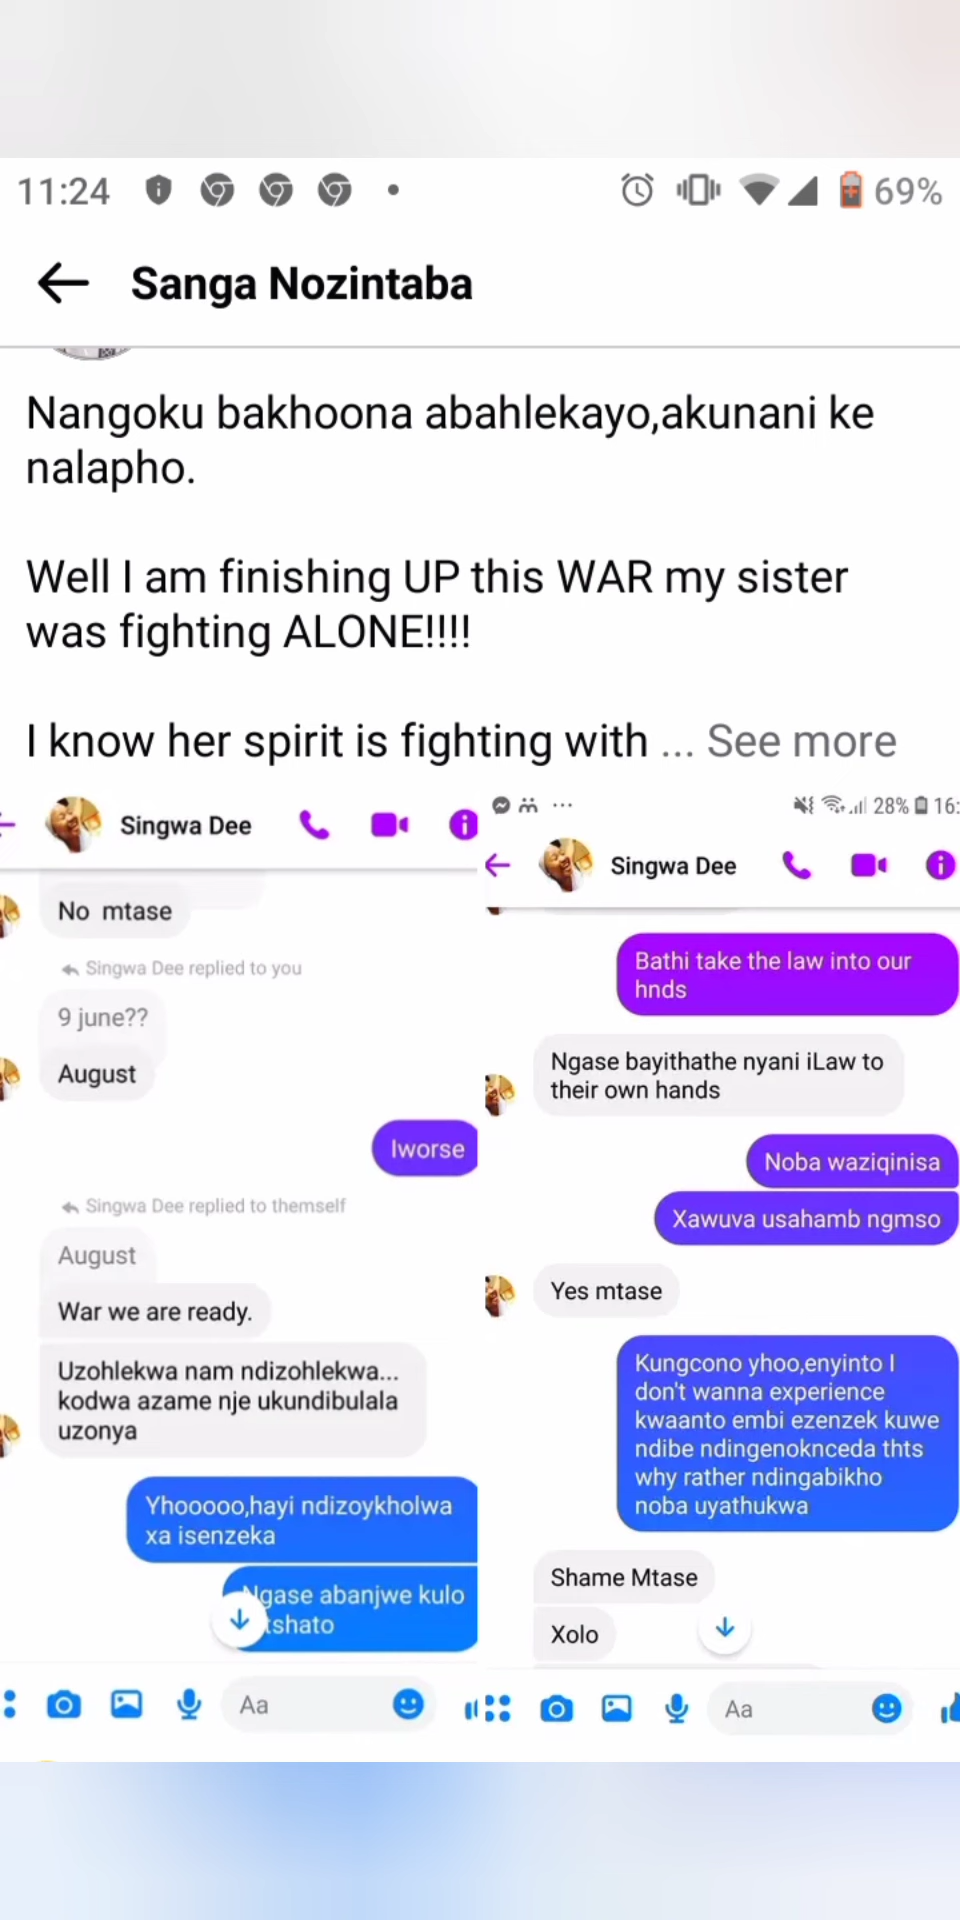 11:24
69%
Sanga Nozintaba
Nangoku bakhoona abahlekayo,akunani ke
nalapho.
Well I am finishing UP this WAR my sister
was fighting ALONE!!!!
I know her spirit is fighting with ... See more
Singwa Dee
No mtase
Singwa Dee replied to you
9 june??
August
Iworse
Singwa Dee replied to themself
August
War we are ready.
Uzohlekwa nam ndizohlekwa...
kodwa azame nje ukundibulala
uzonya
Yhooooo,hayi ndizoykholwa
xa isenzeka
Ngase abanjwe kulo
tshato
Aa
28% 16:
Singwa Dee
Bathi take the law into our
hnds
Ngase bayithathe nyani iLaw to
their own hands
Noba waziqinisa
Xawuva usahamb ngmso
Yes mtase
Kungcono yhoo,enyinto I
don't wanna experience
kwaanto embi ezenzek kuwe
ndibe ndingenoknceda thts
why rather ndingabikho
noba uyathukwa
Shame Mtase
Xolo
Aa